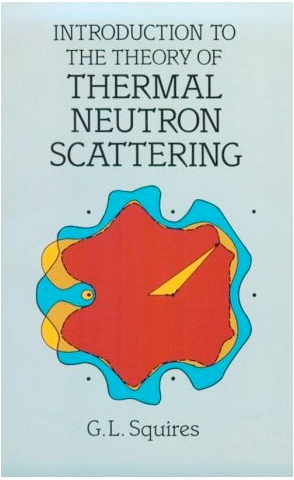 INTRODUCTION TO
THE THEORY OF
THERMAL
NEUTRON
SCATTERING
G.L. Squires